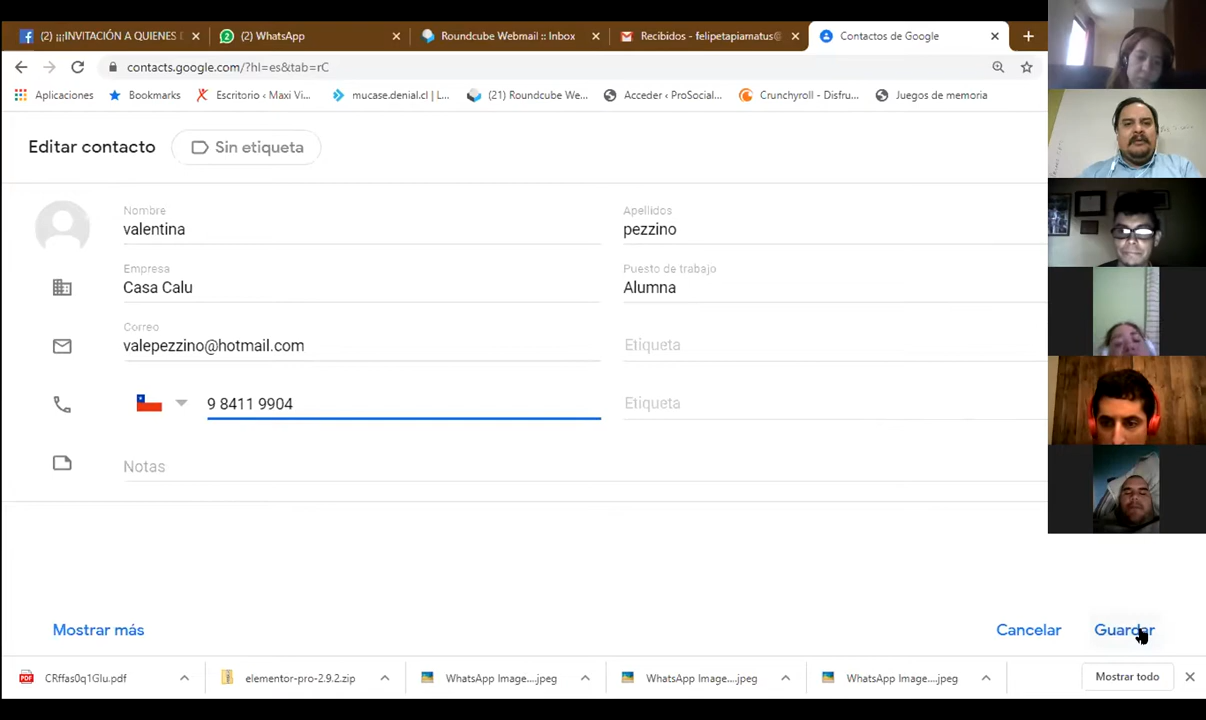 (2) ¡¡¡INVITACIÓN A QUIENES
(2) WhatsApp
Roundcube Webmail :: Inbox
Recibidos - felipetapiamatus@
Contactos de Google
contacts.google.com/?hl=es&tab=rC
Aplicaciones
Bookmarks
Escritorio ‹ Maxi Vi...
mucase.denial.cl | L...
(21) Roundcube We...
Acceder ‹ ProSocial...
Crunchyroll - Disfru...
Juegos de memoria
Editar contacto
Sin etiqueta
Nombre
valentina
Apellidos
pezzino
Empresa
Casa Calu
Puesto de trabajo
Alumna
Correo
valepezzino@hotmail.com
Etiqueta
9 8411 9904
Etiqueta
Notas
Mostrar más
Cancelar
Guardar
CRffas0q1Glu.pdf
elementor-pro-2.9.2.zip
WhatsApp Image....jpeg
WhatsApp Image....jpeg
WhatsApp Image....jpeg
Mostrar todo